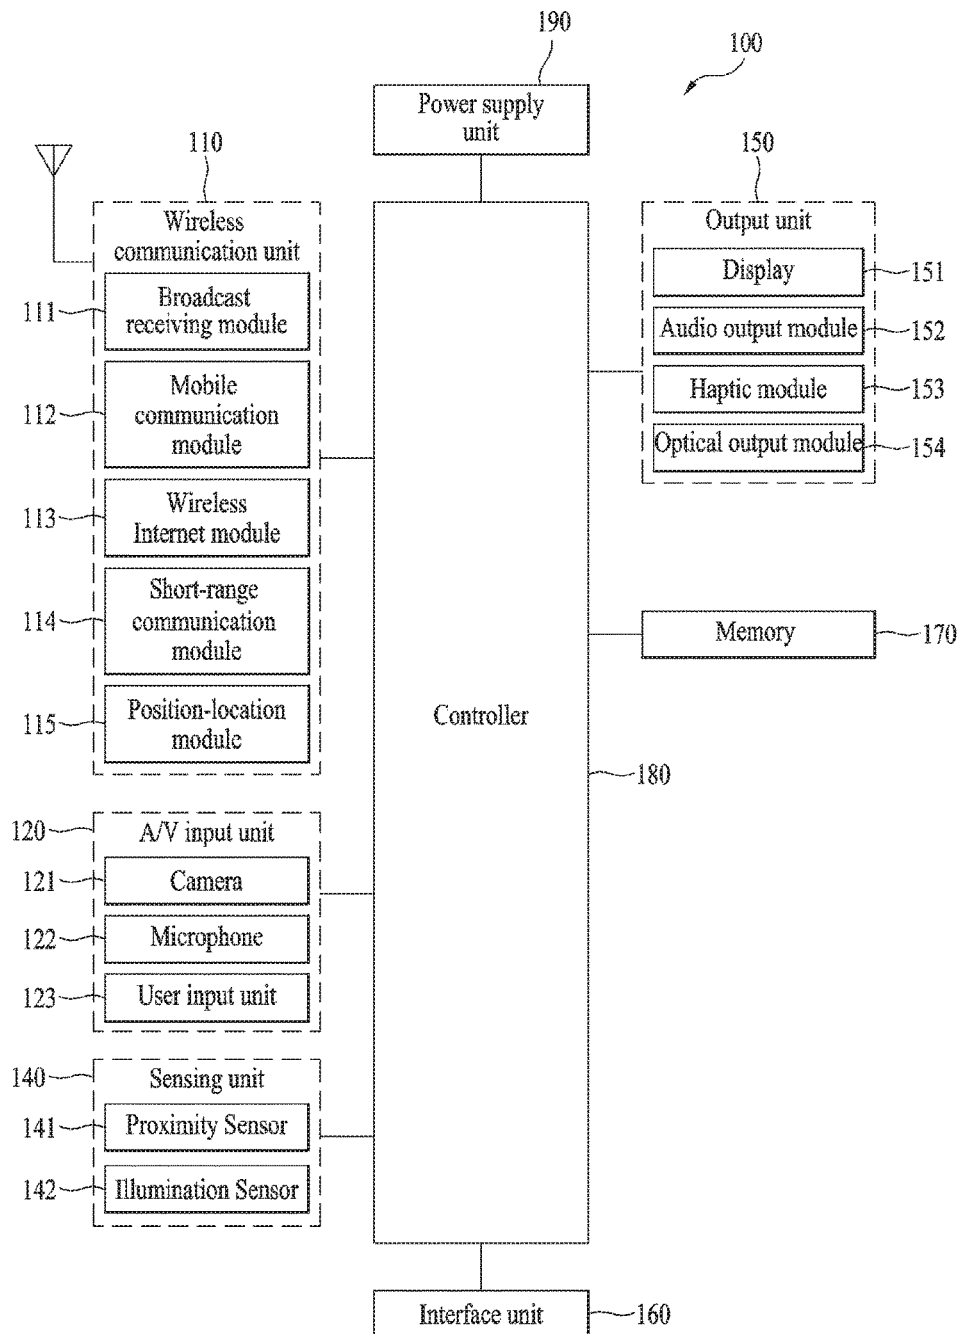 190
100
Power supply
unit
110
Wireless
communication unit
111
Broadcast
receiving module
112
Mobile
communication
module
113
Wireless
Internet module
114
Short-range
communication
module
115
Position-location
module
120
A/V input unit
121
Camera
122
Microphone
123
User input unit
140
Sensing unit
141
Proximity Sensor
142
Illumination Sensor
Controller
180
150
Output unit
Display
151
Audio output module
152
Haptic module
153
Optical output module
154
Memory
170
Interface unit
160